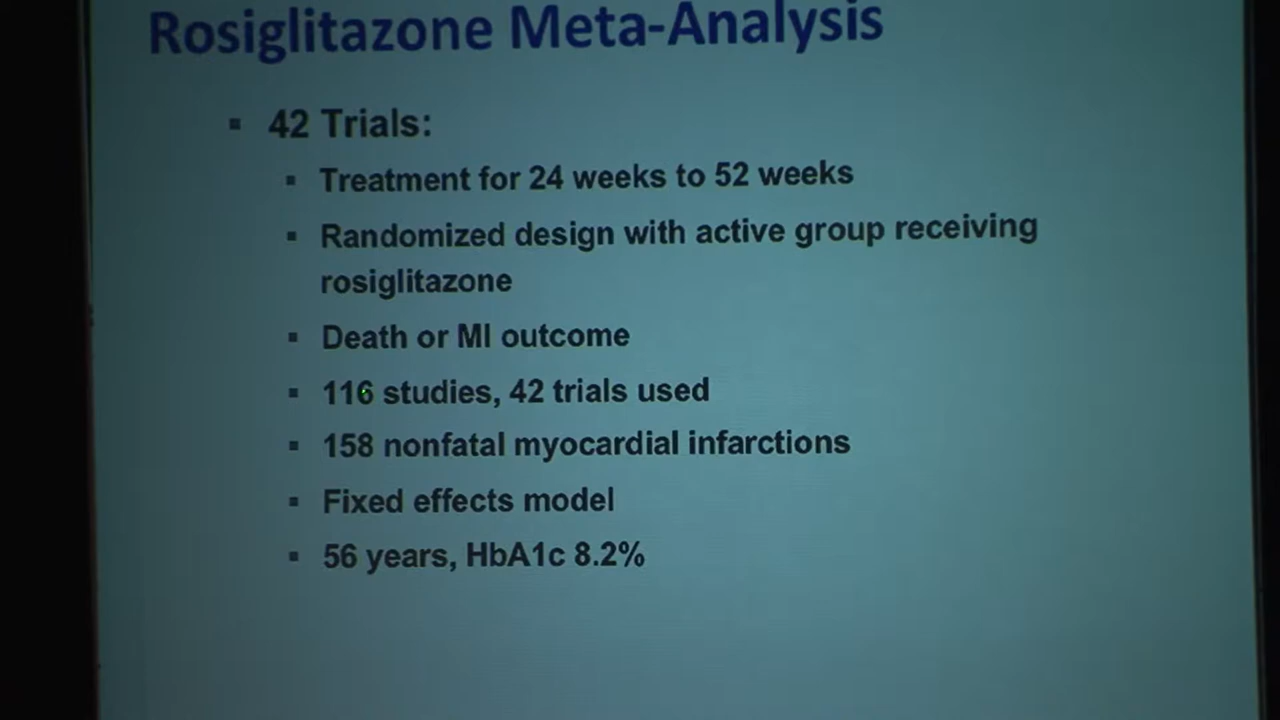 Rosiglitazone Meta-Analysis
▪ 42 Trials:
▪ Treatment for 24 weeks to 52 weeks
▪ Randomized design with active group receiving
rosiglitazone
▪ Death or MI outcome
▪ 116 studies, 42 trials used
▪ 158 nonfatal myocardial infarctions
▪ Fixed effects model
▪ 56 years, HbA1c 8.2%